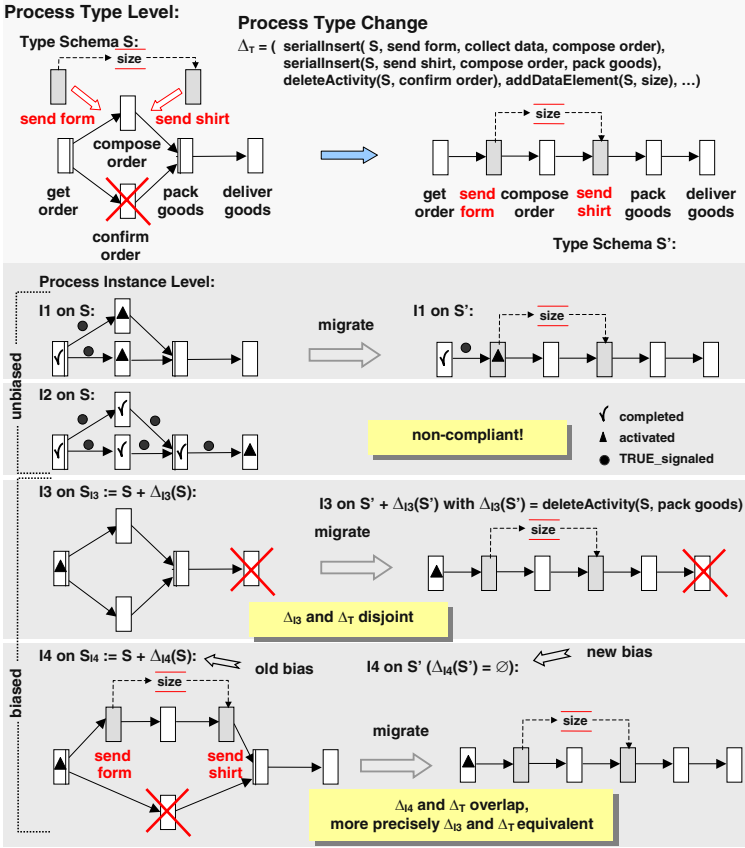 Process Type Level:
Process Type Change
Type Schema S:
ΔT = ( serialInsert( S, send form, collect data, compose order),
serialInsert(S, send shirt, compose order, pack goods),
deleteActivity(S, confirm order), addDataElement(S, size), …)
size
send form
send shirt
compose
order
get
order
pack
goods
deliver
goods
confirm
order
size
get
order
send
form
compose
order
send
shirt
pack
goods
deliver
goods
Type Schema S':
Process Instance Level:
unbiased
I1 on S:
migrate
I1 on S':
size
I2 on S:
non-compliant!
completed
activated
TRUE_signaled
biased
I3 on SI3 := S + ΔI3(S):
migrate
I3 on S' + ΔI3(S') with ΔI3(S') = deleteActivity(S, pack goods)
size
ΔI3 and ΔT disjoint
I4 on SI4 := S + ΔI4(S):
old bias
I4 on S' (ΔI4(S') = ∅):
new bias
size
send
form
send
shirt
migrate
size
ΔI4 and ΔT overlap,
more precisely ΔI3 and ΔT equivalent